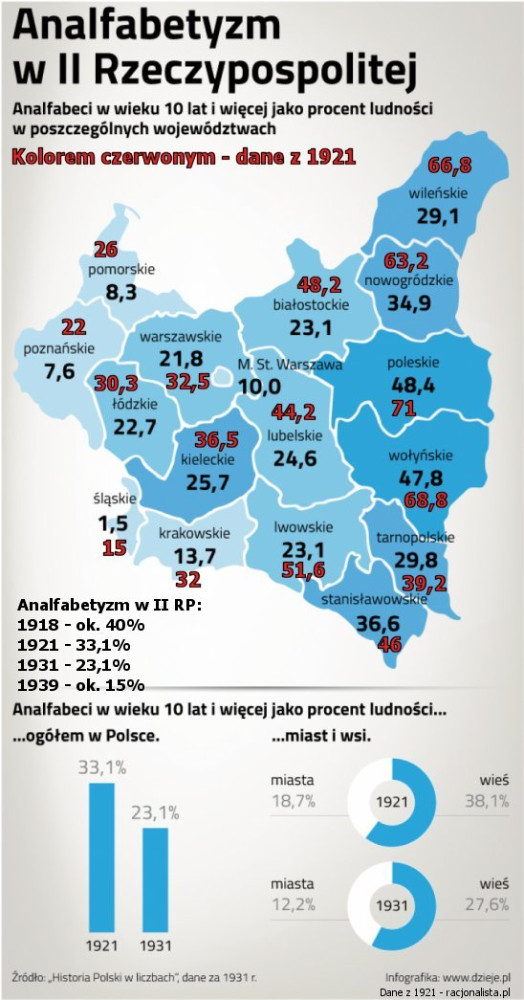 Analfabetyzm
w II Rzeczypospolitej
Analfabeci w wieku 10 lat i więcej jako procent ludności
w poszczególnych województwach
Kolorem czerwonym - dane z 1921
66,8
wileńskie
29,1
26
pomorskie
8,3
63,2
nowogródzkie
34,9
48,2
białostockie
23,1
22
poznańskie
7,6
warszawskie
21,8
32,5
M. St. Warszawa
10,0
poleskie
48,4
71
30,3
łódzkie
22,7
44,2
lubelskie
24,6
36,5
kieleckie
25,7
wołyńskie
47,8
68,8
śląskie
1,5
15
krakowskie
13,7
32
lwowskie
23,1
51,6
tarnopolskie
29,8
39,2
stanisławowskie
36,6
46
Analfabetyzm w II RP:
1918 - ok. 40%
1921 - 33,1%
1931 - 23,1%
1939 - ok. 15%
Analfabeci w wieku 10 lat i więcej jako procent ludności...
...ogółem w Polsce.
33,1%
23,1%
1921 1931
...miast i wsi.
miasta 1921 wieś
18,7% 38,1%
miasta 1931 wieś
12,2% 27,6%
Źródło: „Historia Polski w liczbach", dane za 1931 r.
Infografika: www.dzieje.pl
Dane z 1921 - racjonalista.pl